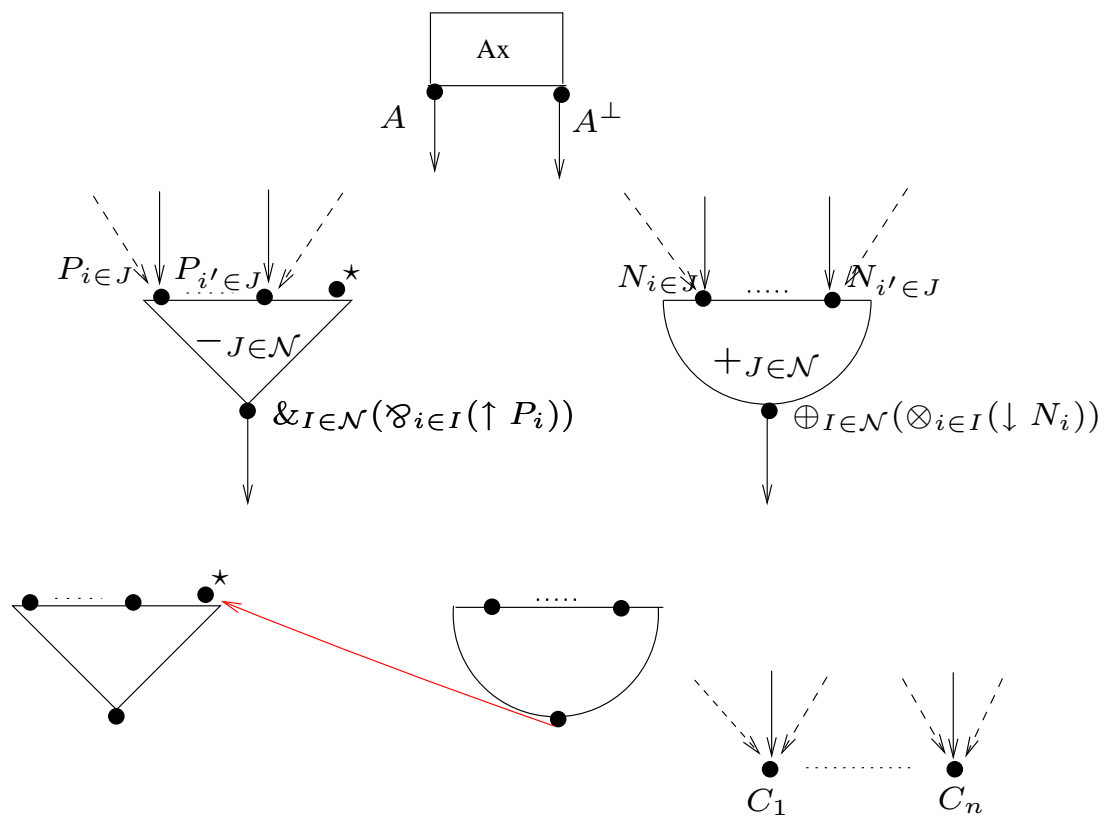 Ax
A A^⊥
P_{i∈J} ....... P_{i'∈J} ⋆ N_{i∈J} ..... N_{i'∈J}
−_{J∈𝒩} +_{J∈𝒩}
&_{I∈𝒩}(⅋_{i∈I}(↑ P_i)) ⊕_{I∈𝒩}(⊗_{i∈I}(↓ N_i))
⋆
C_1 C_n